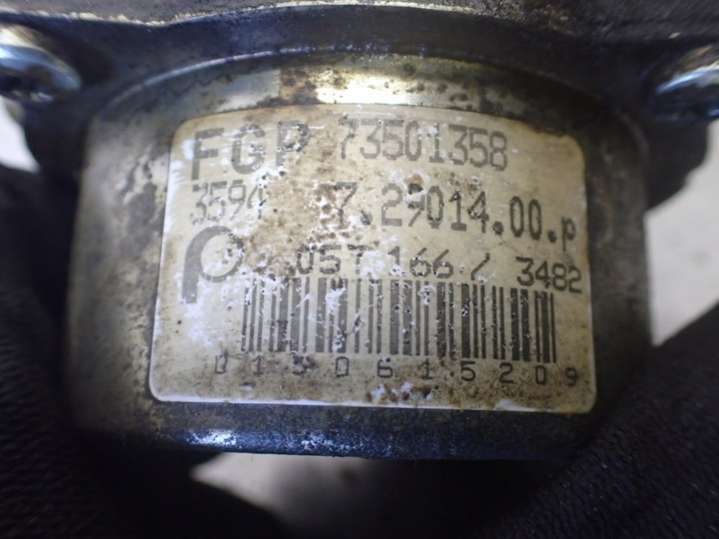 FGP 73501358
3594 7.29014.00.p
P 057 166 / 3482
0130615209